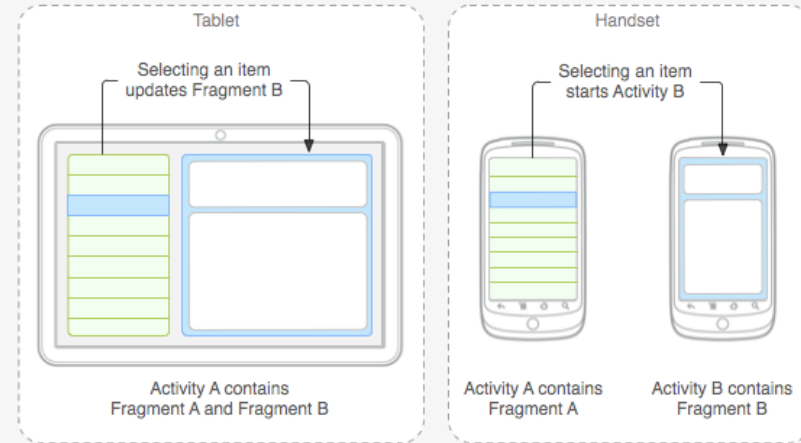 Tablet
Selecting an item
updates Fragment B
Activity A contains
Fragment A and Fragment B
Handset
Selecting an item
starts Activity B
Activity A contains
Fragment A
Activity B contains
Fragment B